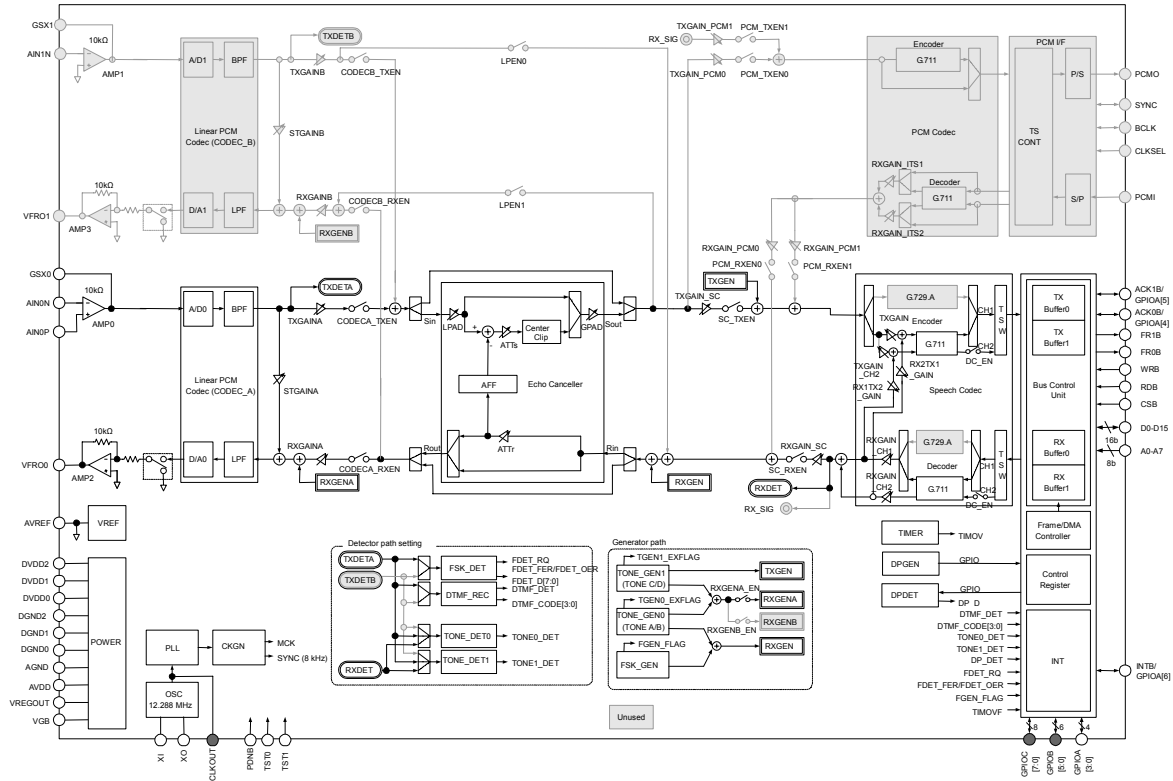 GSX1
10kΩ
AIN1N
AMP1
A/D1
BPF
Linear PCM
Codec (CODEC_B)
TXDETB
TXGAINB
CODECB_TXEN
LPEN0
STGAINB
TXGAIN_PCM1
PCM_TXEN1
RX_SIG
TXGAIN_PCM0
PCM_TXEN0
Encoder
G.711
PCM Codec
PCM I/F
P/S
TS
CONT
S/P
PCMO
SYNC
BCLK
CLKSEL
PCMI
RXGAIN_ITS1
Decoder
G.711
RXGAIN_ITS2
10kΩ
VFRO1
AMP3
D/A1
LPF
RXGAINB
CODECB_RXEN
RXGENB
LPEN1
RXGAIN_PCM0
RXGAIN_PCM1
PCM_RXEN0
PCM_RXEN1
GSX0
10kΩ
AIN0N
AIN0P
AMP0
A/D0
BPF
Linear PCM
Codec (CODEC_A)
TXDETA
TXGAINA
CODECA_TXEN
STGAINA
Sin
LPAD
+
-
ATTs
Center
Clip
GPAD
Sout
AFF
Echo Canceller
ATTr
Rout
Rin
TXGEN
TXGAIN_SC
SC_TXEN
G.729.A
TXGAIN
Encoder
G.711
CH1
CH2
DC_EN
T
S
W
TXGAIN
_CH2
RX2TX1
_GAIN
RX1TX2
_GAIN
Speech Codec
TX
Buffer0
TX
Buffer1
Bus Control
Unit
RX
Buffer0
RX
Buffer1
ACK1B/
GPIOA[5]
ACK0B/
GPIOA[4]
FR1B
FR0B
WRB
RDB
CSB
D0-D15
16b
A0-A7
8b
10kΩ
VFRO0
AMP2
D/A0
LPF
RXGAINA
CODECA_RXEN
RXGENA
RXGEN
RXGAIN_SC
SC_RXEN
RXDET
RX_SIG
RXGAIN
_CH1
RXGAIN
_CH2
G.729.A
Decoder
G.711
CH1
CH2
DC_EN
T
S
W
AVREF
VREF
DVDD2
DVDD1
DVDD0
DGND2
DGND1
DGND0
AGND
AVDD
VREGOUT
VGB
POWER
PLL
CKGN
MCK
SYNC (8 kHz)
OSC
12.288 MHz
XI
XO
CLKOUT
PDNB
TST0
TST1
Detector path setting
TXDETA
TXDETB
RXDET
FSK_DET
FDET_RQ
FDET_FER/FDET_OER
FDET_D[7:0]
DTMF_REC
DTMF_DET
DTMF_CODE[3:0]
TONE_DET0
TONE0_DET
TONE_DET1
TONE1_DET
Generator path
TGEN1_EXFLAG
TONE_GEN1
(TONE C/D)
TGEN0_EXFLAG
TONE_GEN0
(TONE A/B)
FGEN_FLAG
FSK_GEN
RXGENA_EN
RXGENB_EN
TXGEN
RXGENA
RXGENB
RXGEN
Unused
TIMER
TIMOV
DPGEN
GPIO
DPDET
GPIO
DP_D
Frame/DMA
Controller
Control
Register
INT
DTMF_DET
DTMF_CODE[3:0]
TONE0_DET
TONE1_DET
DP_DET
FDET_RQ
FDET_FER/FDET_OER
FGEN_FLAG
TIMOVF
INTB/
GPIOA[6]
8
6
4
GPIOC
[7:0]
GPIOB
[5:0]
GPIOA
[3:0]